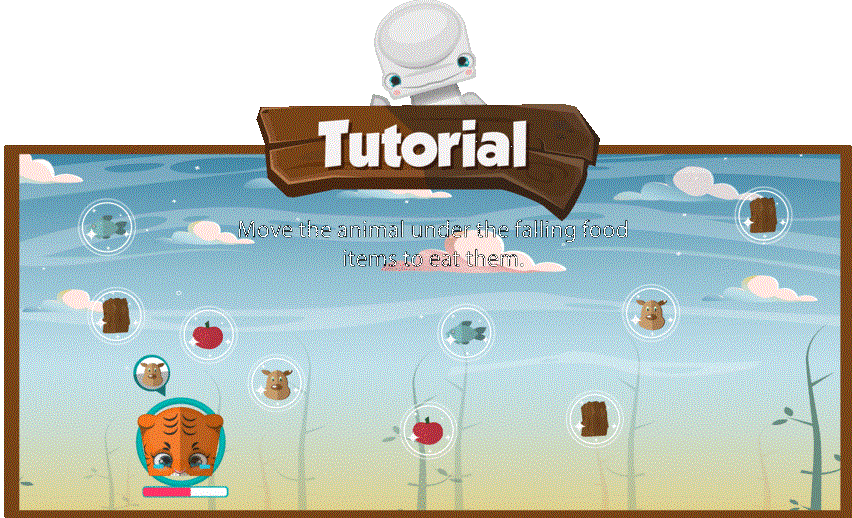 Tutorial
Move the animal under the falling food
items to eat them.